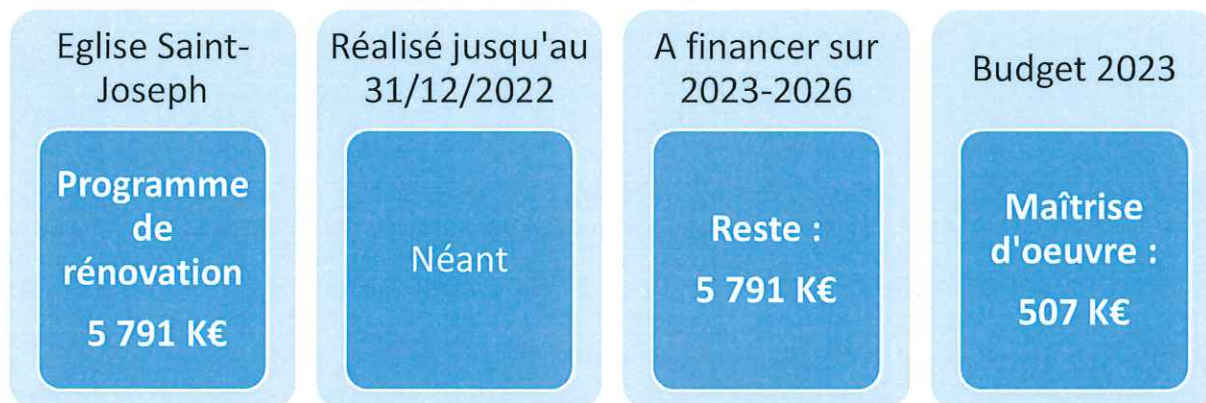 Eglise Saint-
Joseph
Programme
de
rénovation
5 791 K€
Réalisé jusqu'au
31/12/2022
Néant
A financer sur
2023-2026
Reste :
5 791 K€
Budget 2023
Maîtrise
d'oeuvre :
507 K€